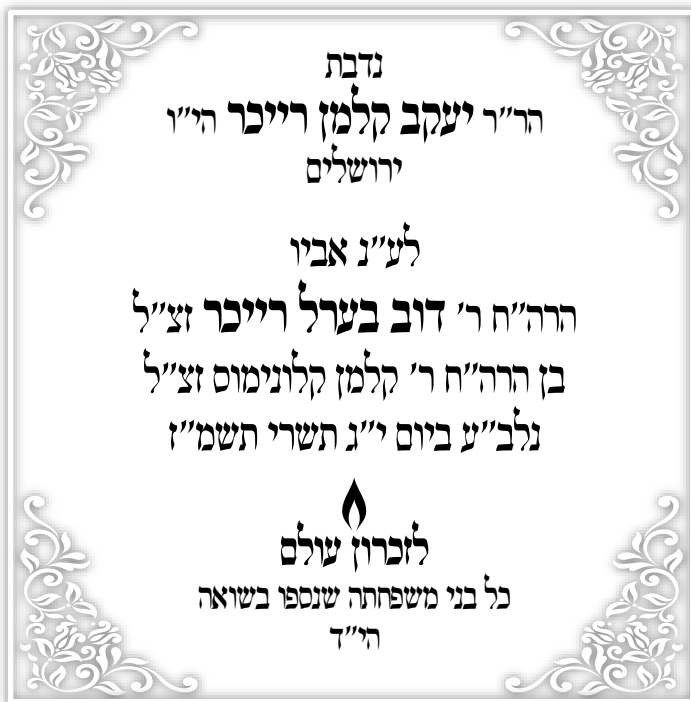 נדבת
הר״ר יעקב קלמן רייכר הי״ו
ירושלים
לע״נ אביו
הרה״ח ר׳ דוב בערל רייכר זצ״ל
בן הרה״ח ר׳ קלמן קלונימוס זצ״ל
נלב״ע ביום י״ג תשרי תשמ״ז
לזכרון עולם
כל בני משפחתה שנספו בשואה
הי״ד